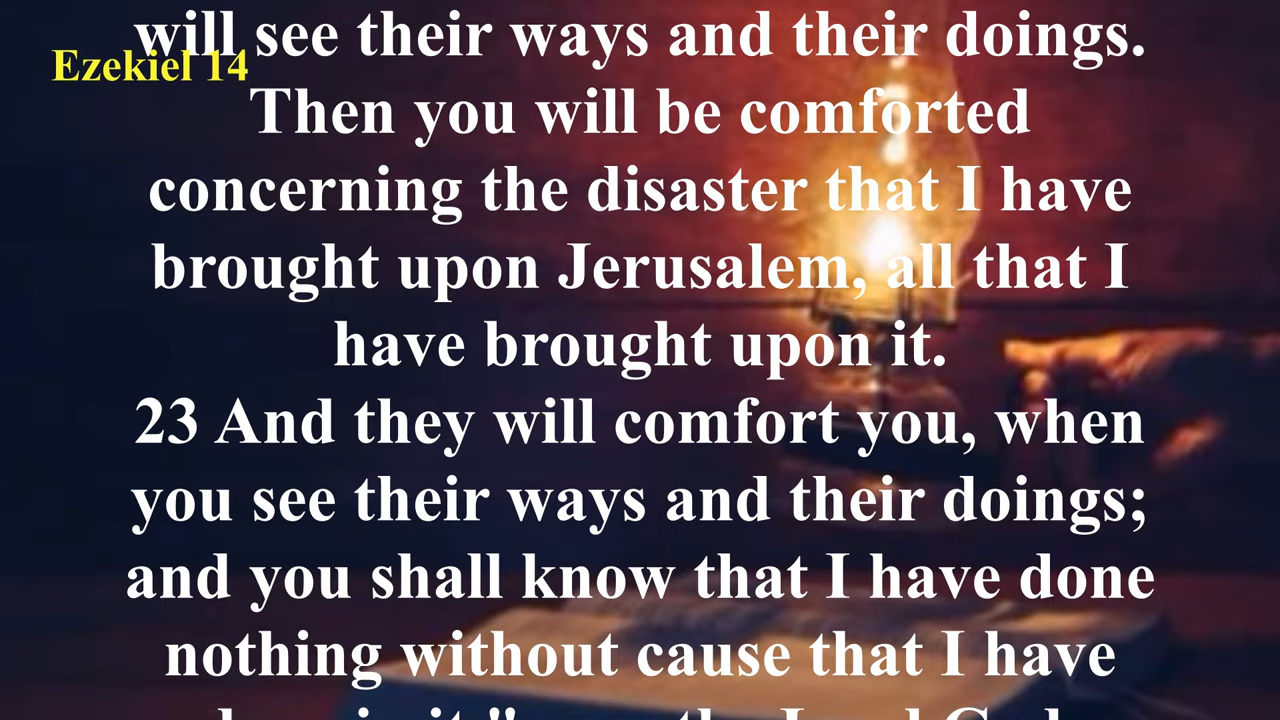 will see their ways and their doings.
Ezekiel 14
Then you will be comforted
concerning the disaster that I have
brought upon Jerusalem, all that I
have brought upon it.
23 And they will comfort you, when
you see their ways and their doings;
and you shall know that I have done
nothing without cause that I have